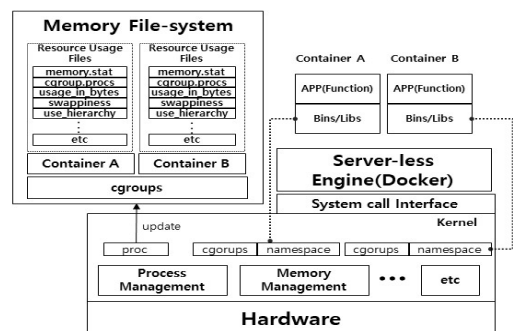 Memory File-system
Resource Usage
Files
memory.stat
cgroup.procs
usage_in_bytes
swappiness
use_hierarchy
etc
Container A
Resource Usage
Files
memory.stat
cgroup.procs
usage_in_bytes
swappiness
use_hierarchy
etc
Container B
cgroups
Container A
APP(Function)
Bins/Libs
Container B
APP(Function)
Bins/Libs
Server-less
Engine(Docker)
System call Interface
Kernel
update
proc
cgorups
namespace
cgorups
namespace
Process
Management
Memory
Management
etc
Hardware